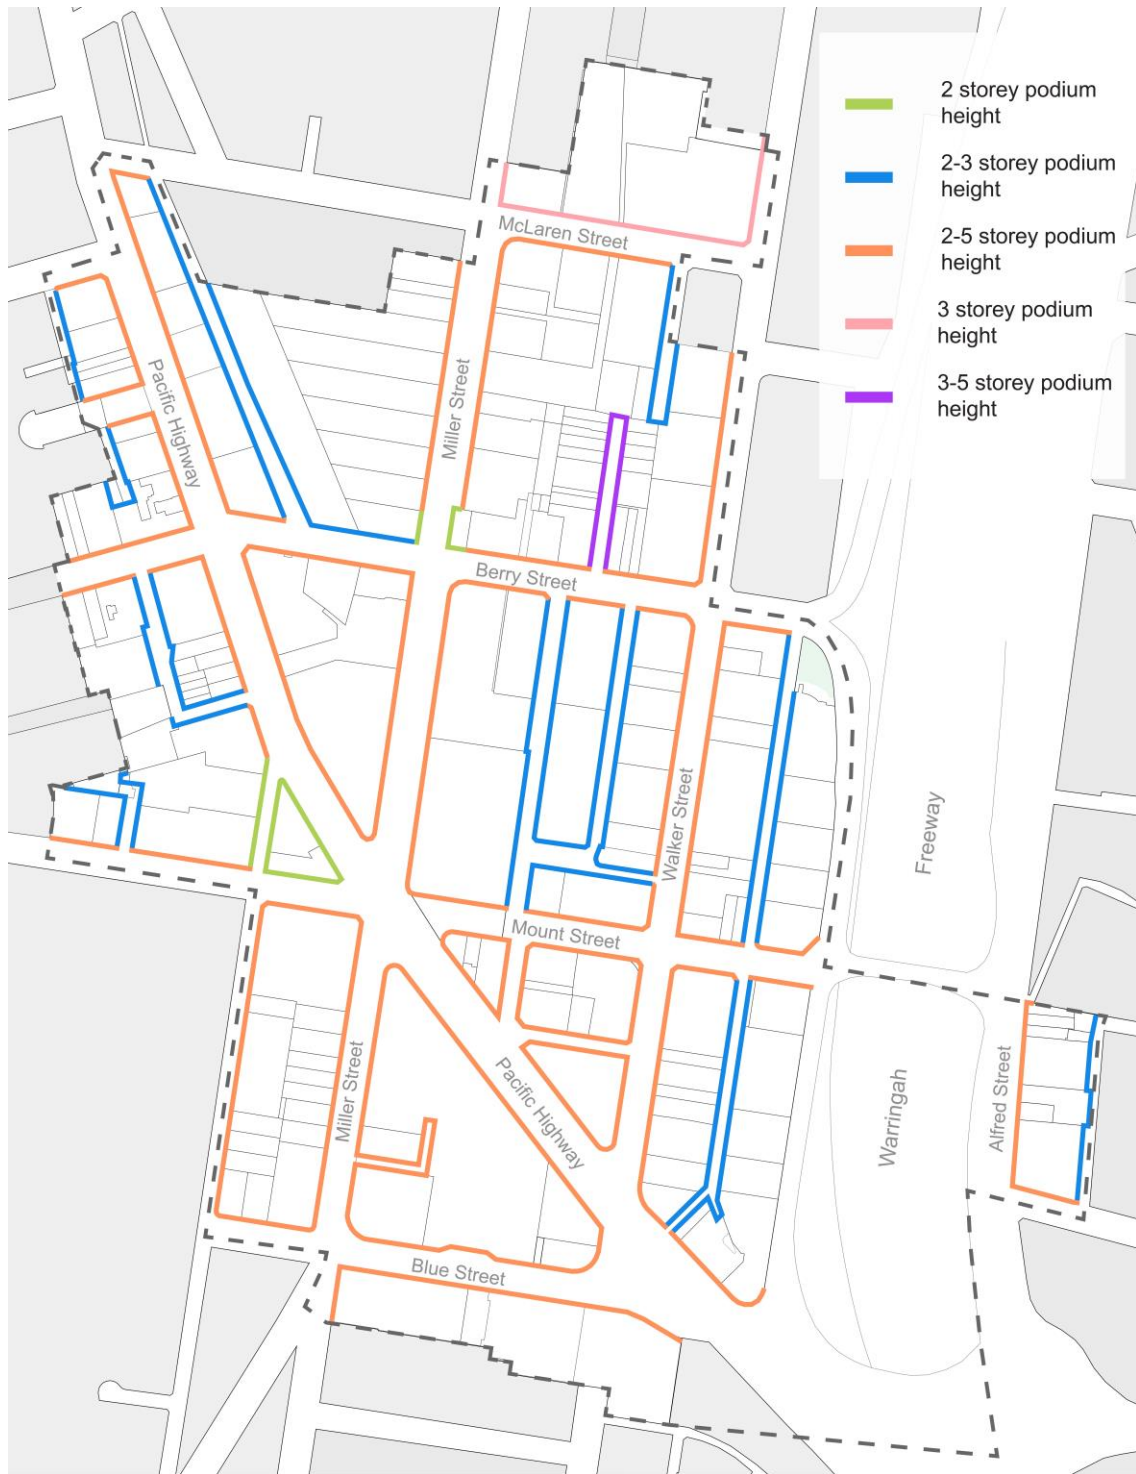 2 storey podium
height
2-3 storey podium
height
2-5 storey podium
height
3 storey podium
height
3-5 storey podium
height
McLaren Street
Miller Street
Pacific Highway
Berry Street
Walker Street
Freeway
Mount Street
Miller Street
Pacific Highway
Alfred Street
Warringah
Blue Street